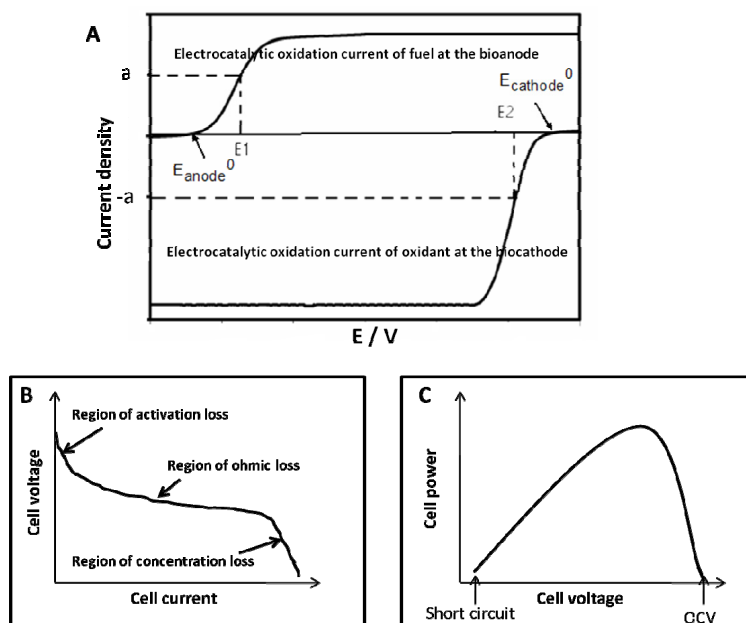 A
Electrocatalytic oxidation current of fuel at the bioanode
a
Ecathode⁰
E2
E1
Eanode⁰
-a
Current density
Electrocatalytic oxidation current of oxidant at the biocathode
E / V
B
Region of activation loss
Region of ohmic loss
Region of concentration loss
Cell voltage
Cell current
C
Cell power
Short circuit
Cell voltage
OCV